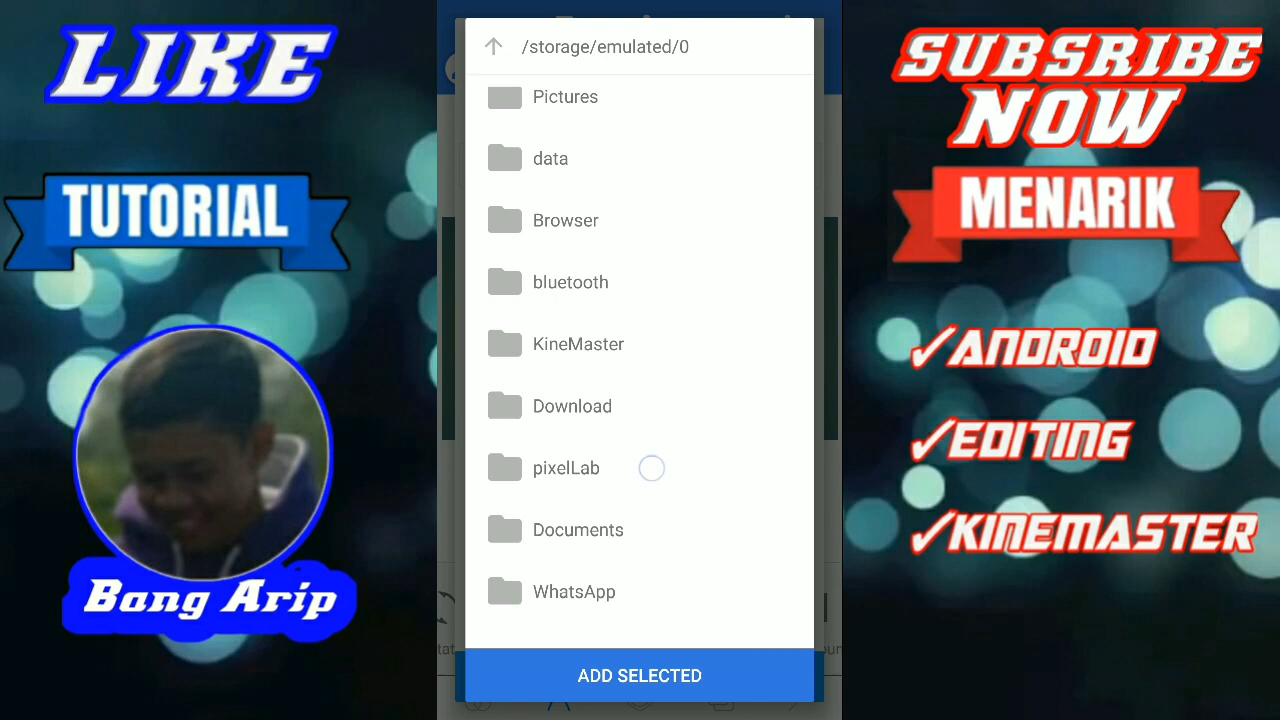 LIKE
TUTORIAL
Bang Arip
/storage/emulated/0
Pictures
data
Browser
bluetooth
KineMaster
Download
pixelLab
Documents
WhatsApp
ADD SELECTED
SUBSRIBE
NOW
MENARIK
✓ANDROID
✓EDITING
✓KINEMASTER